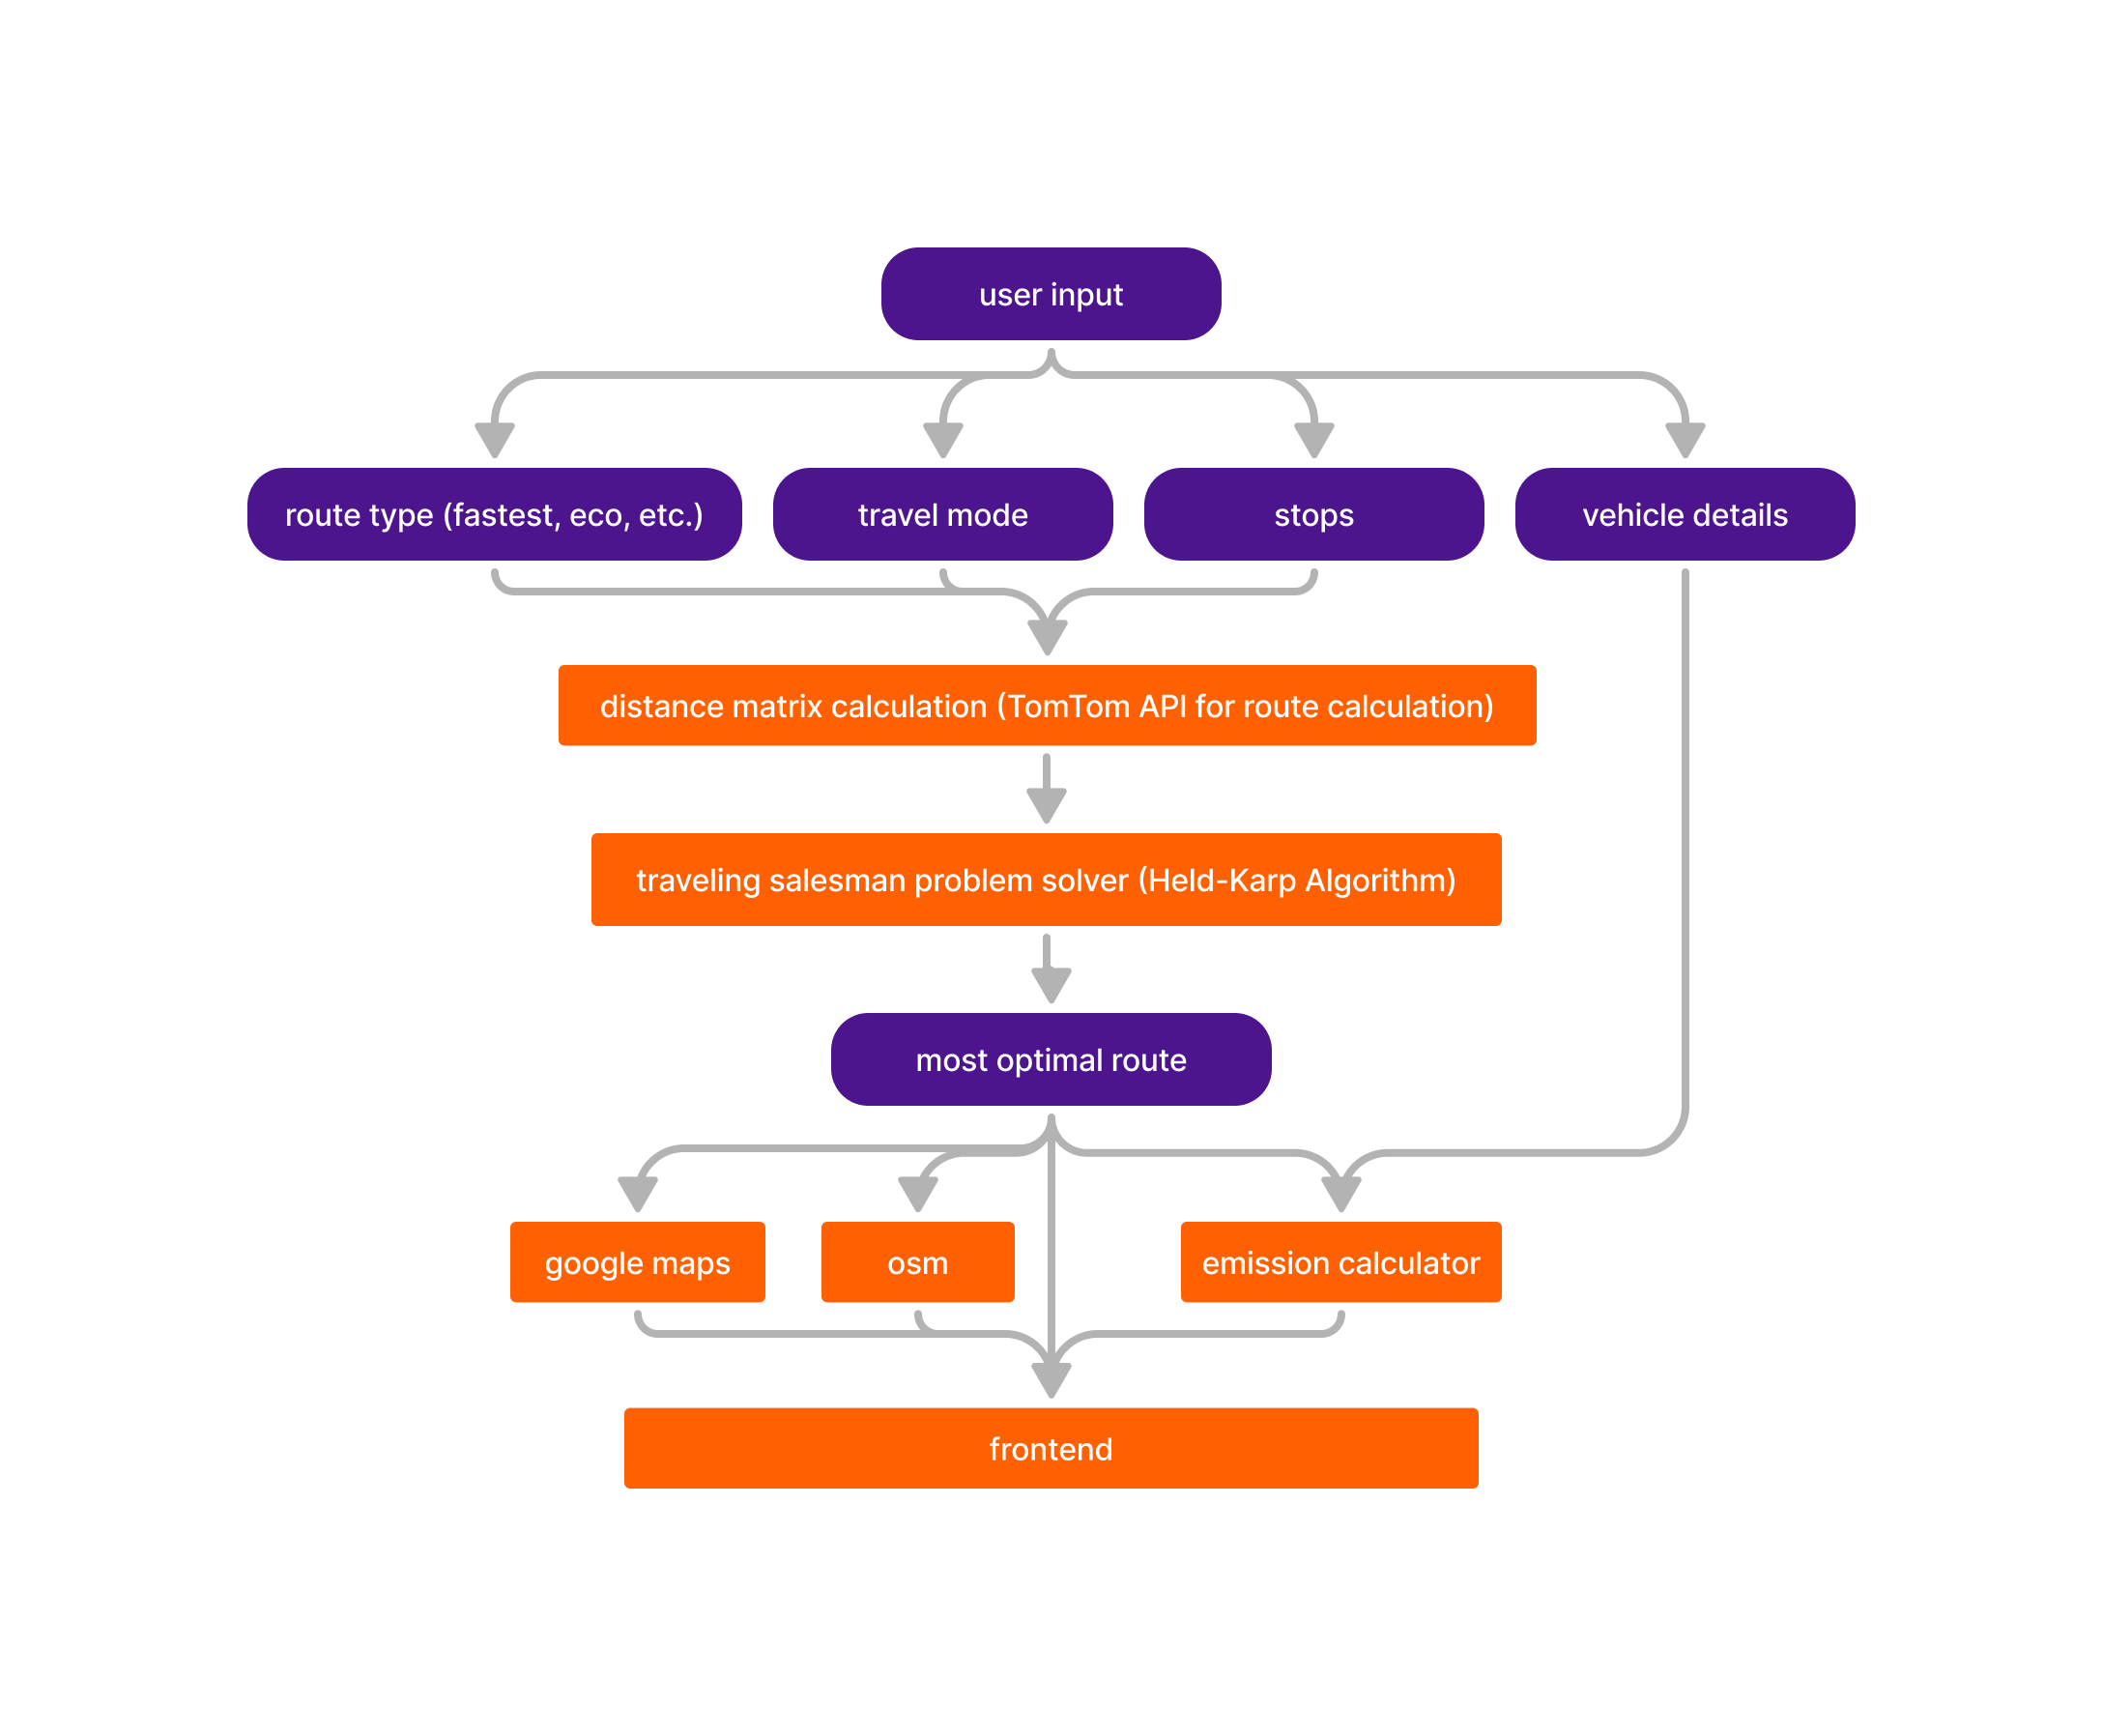 user input
route type (fastest, eco, etc.)
travel mode
stops
vehicle details
distance matrix calculation (TomTom API for route calculation)
traveling salesman problem solver (Held-Karp Algorithm)
most optimal route
google maps
osm
emission calculator
frontend